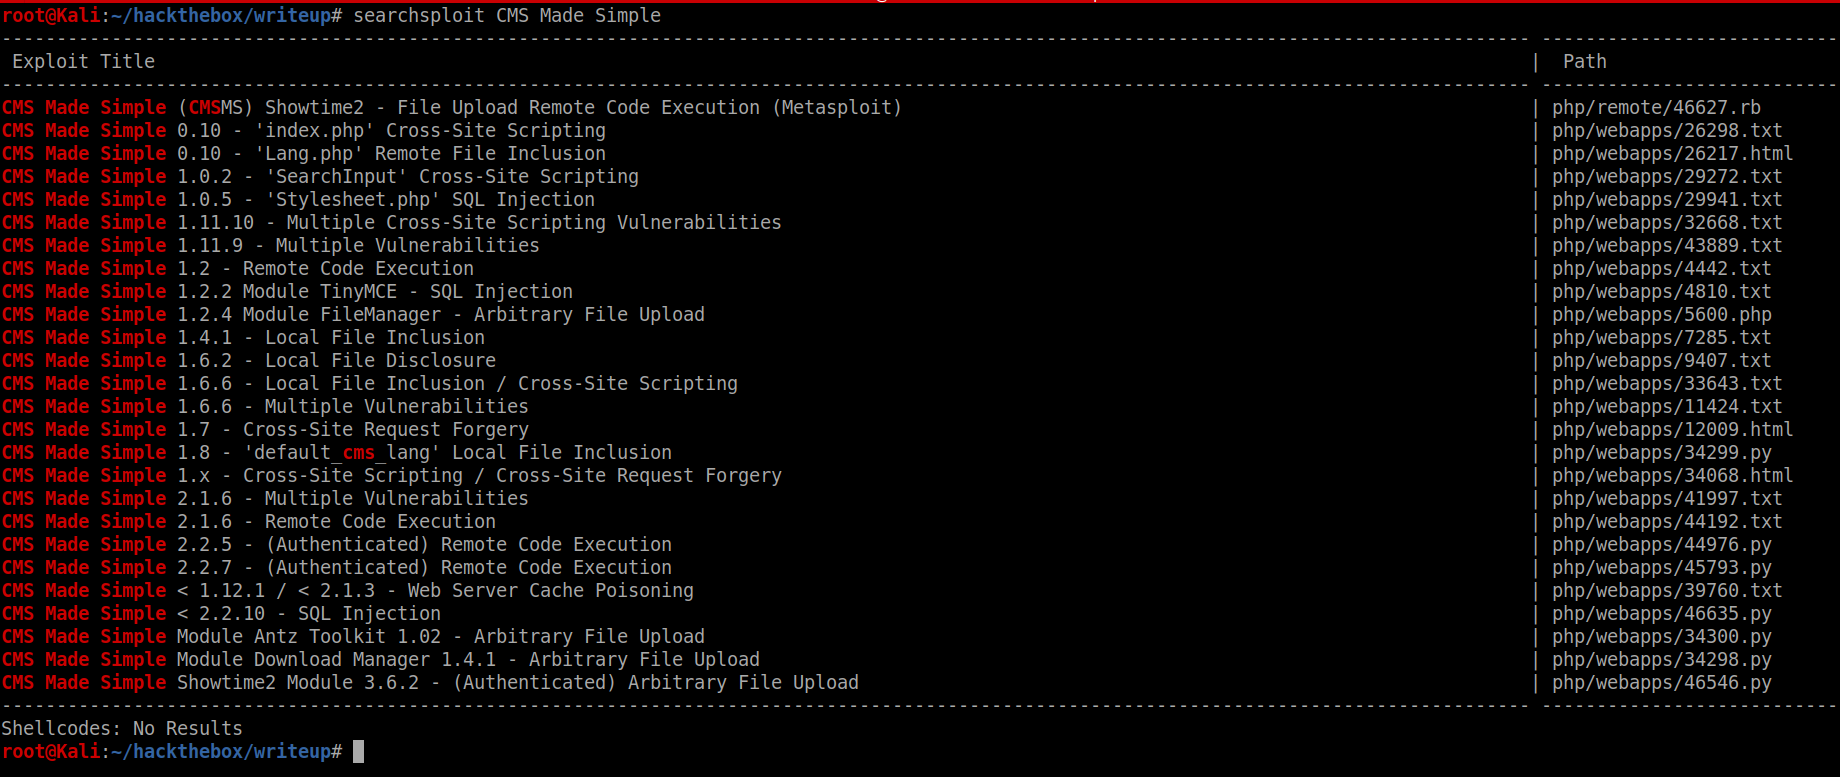 root@Kali:~/hackthebox/writeup# searchsploit CMS Made Simple
Exploit Title | Path
CMS Made Simple (CMSMS) Showtime2 - File Upload Remote Code Execution (Metasploit) | php/remote/46627.rb
CMS Made Simple 0.10 - 'index.php' Cross-Site Scripting | php/webapps/26298.txt
CMS Made Simple 0.10 - 'Lang.php' Remote File Inclusion | php/webapps/26217.html
CMS Made Simple 1.0.2 - 'SearchInput' Cross-Site Scripting | php/webapps/29272.txt
CMS Made Simple 1.0.5 - 'Stylesheet.php' SQL Injection | php/webapps/29941.txt
CMS Made Simple 1.11.10 - Multiple Cross-Site Scripting Vulnerabilities | php/webapps/32668.txt
CMS Made Simple 1.11.9 - Multiple Vulnerabilities | php/webapps/43889.txt
CMS Made Simple 1.2 - Remote Code Execution | php/webapps/4442.txt
CMS Made Simple 1.2.2 Module TinyMCE - SQL Injection | php/webapps/4810.txt
CMS Made Simple 1.2.4 Module FileManager - Arbitrary File Upload | php/webapps/5600.php
CMS Made Simple 1.4.1 - Local File Inclusion | php/webapps/7285.txt
CMS Made Simple 1.6.2 - Local File Disclosure | php/webapps/9407.txt
CMS Made Simple 1.6.6 - Local File Inclusion / Cross-Site Scripting | php/webapps/33643.txt
CMS Made Simple 1.6.6 - Multiple Vulnerabilities | php/webapps/11424.txt
CMS Made Simple 1.7 - Cross-Site Request Forgery | php/webapps/12009.html
CMS Made Simple 1.8 - 'default_cms_lang' Local File Inclusion | php/webapps/34299.py
CMS Made Simple 1.x - Cross-Site Scripting / Cross-Site Request Forgery | php/webapps/34068.html
CMS Made Simple 2.1.6 - Multiple Vulnerabilities | php/webapps/41997.txt
CMS Made Simple 2.1.6 - Remote Code Execution | php/webapps/44192.txt
CMS Made Simple 2.2.5 - (Authenticated) Remote Code Execution | php/webapps/44976.py
CMS Made Simple 2.2.7 - (Authenticated) Remote Code Execution | php/webapps/45793.py
CMS Made Simple < 1.12.1 / < 2.1.3 - Web Server Cache Poisoning | php/webapps/39760.txt
CMS Made Simple < 2.2.10 - SQL Injection | php/webapps/46635.py
CMS Made Simple Module Antz Toolkit 1.02 - Arbitrary File Upload | php/webapps/34300.py
CMS Made Simple Module Download Manager 1.4.1 - Arbitrary File Upload | php/webapps/34298.py
CMS Made Simple Showtime2 Module 3.6.2 - (Authenticated) Arbitrary File Upload | php/webapps/46546.py
Shellcodes: No Results
root@Kali:~/hackthebox/writeup#